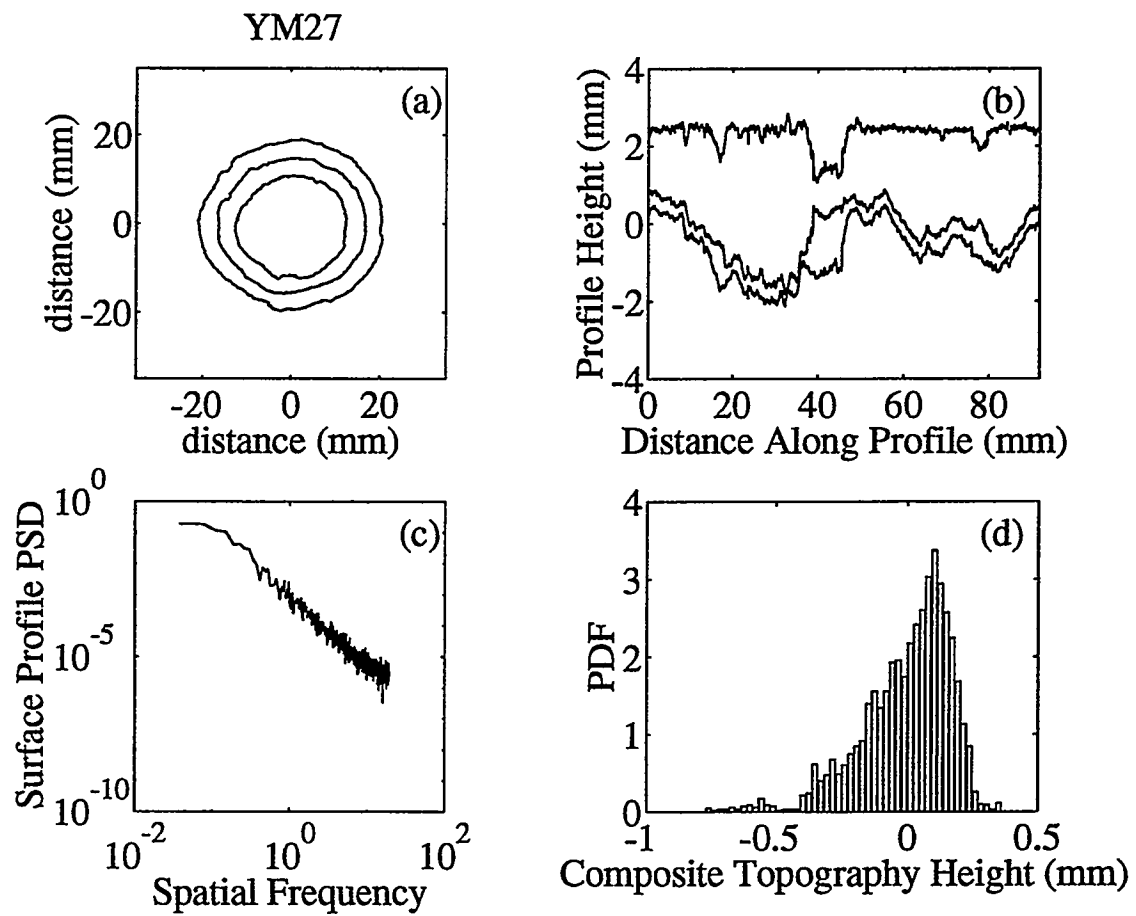 YM27
(a)
distance (mm)
20
0
-20
-20 0 20
distance (mm)
(b)
Profile Height (mm)
4
2
0
-2
-4
0 20 40 60 80
Distance Along Profile (mm)
(c)
Surface Profile PSD
10^0
10^-5
10^-10
10^-2 10^0 10^2
Spatial Frequency
(d)
PDF
4
3
2
1
0
-1 -0.5 0 0.5
Composite Topography Height (mm)